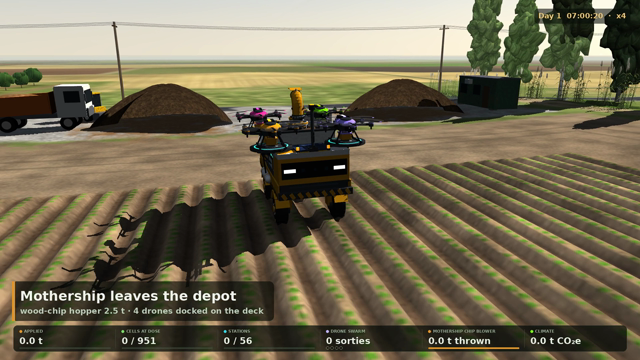 Day 1 07:00:20 · x4
Mothership leaves the depot
wood-chip hopper 2.5 t · 4 drones docked on the deck
APPLIED
0.0 t
CELLS AT DOSE
0 / 951
STATIONS
0 / 56
DRONE SWARM
0 sorties
MOTHERSHIP CHIP BLOWER
0.0 t thrown
CLIMATE
0.0 t CO₂e